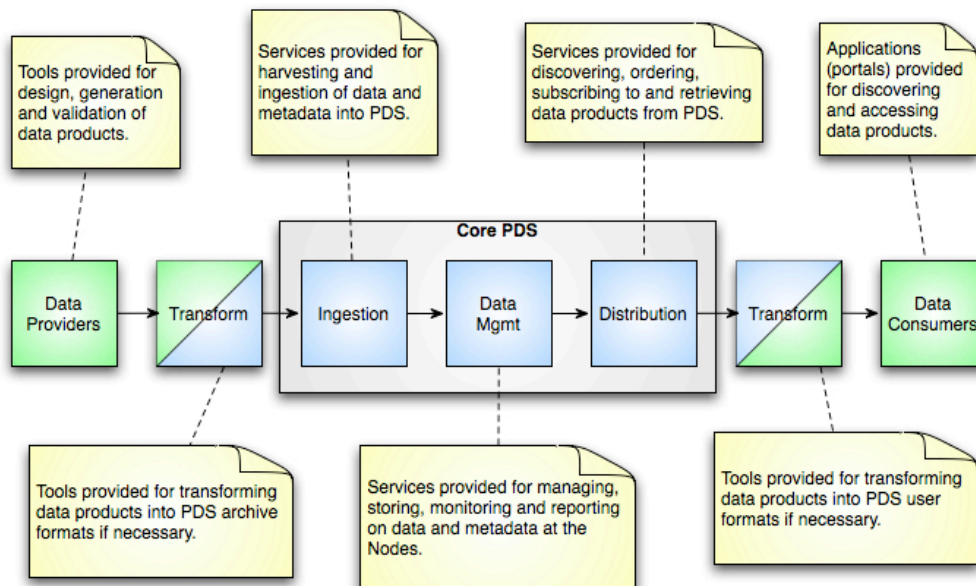 Tools provided for
design, generation
and validation of
data products.
Services provided for
harvesting and
ingestion of data and
metadata into PDS.
Services provided for
discovering, ordering,
subscribing to and retrieving
data products from PDS.
Applications
(portals) provided
for discovering
and accessing
data products.
Core PDS
Data
Providers
Transform
Ingestion
Data
Mgmt
Distribution
Transform
Data
Consumers
Tools provided for transforming
data products into PDS archive
formats if necessary.
Services provided for managing,
storing, monitoring and reporting
on data and metadata at the
Nodes.
Tools provided for transforming
data products into PDS user
formats if necessary.